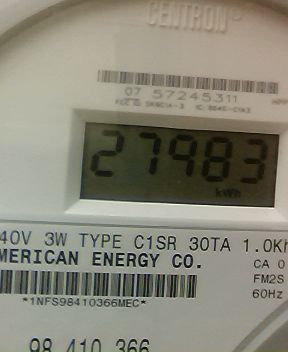 CENTRON®
07 57245311
27983
kWh
40V 3W TYPE C1SR 30TA 1.0Kh
MERICAN ENERGY CO.
CA 0
FM2S
60Hz
*1NFS98410366MEC*
98 410 366